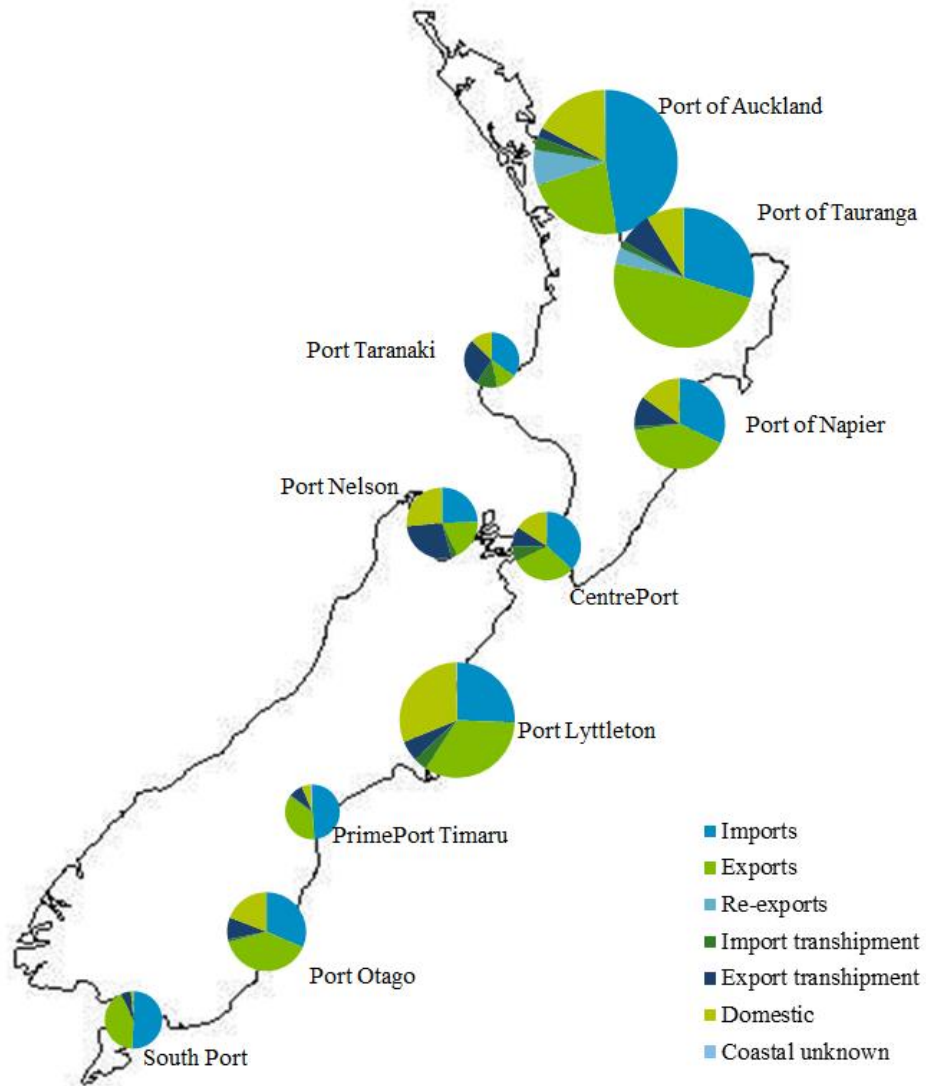 Port of Auckland
Port of Tauranga
Port Taranaki
Port of Napier
Port Nelson
CentrePort
Port Lyttleton
PrimePort Timaru
Port Otago
South Port
Imports
Exports
Re-exports
Import transhipment
Export transhipment
Domestic
Coastal unknown